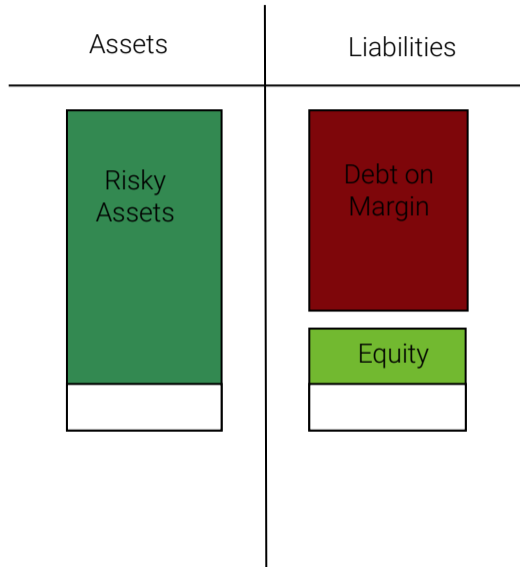 Assets
Liabilities
Risky
Assets
Debt on
Margin
Equity